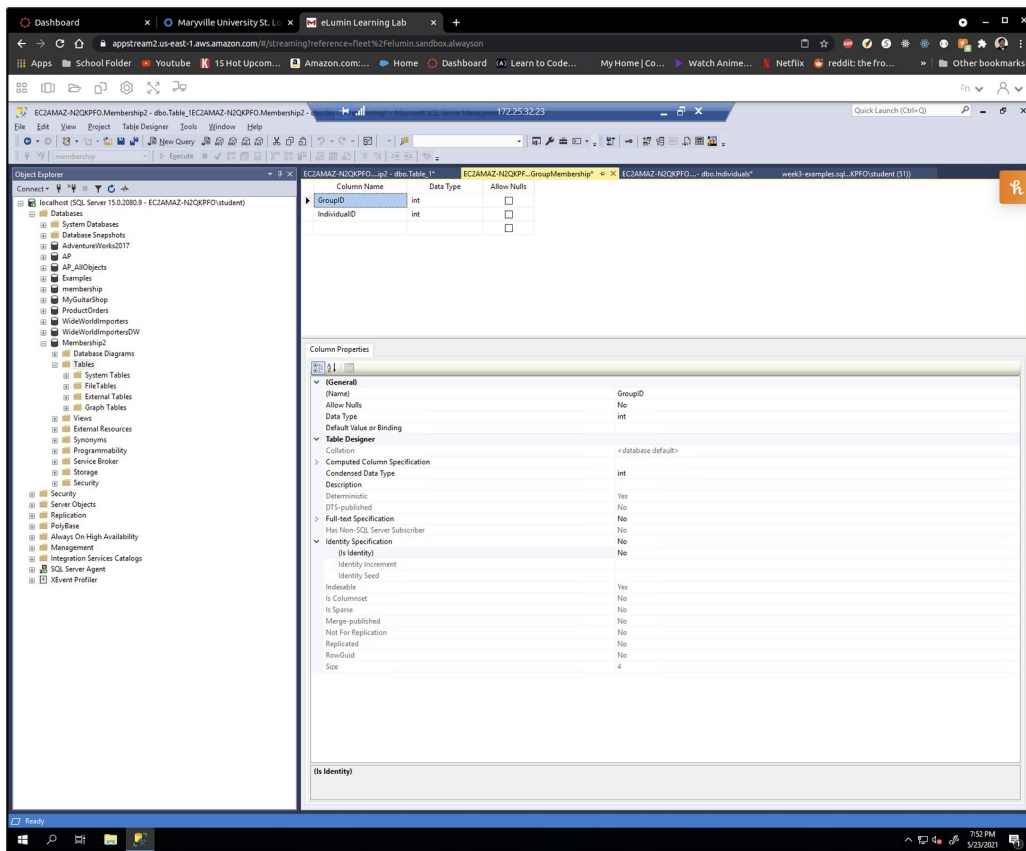 Dashboard
Maryville University St. Lo
eLumin Learning Lab
appstream2.us-east-1.aws.amazon.com/#/streaming?reference=fleet%2Felumin.sandbox.alwayson
Apps School Folder Youtube 15 Hot Upcom... Amazon.com:... Home Dashboard Learn to Code... My Home | Co... Watch Anime... Netflix reddit: the fro... » Other bookmarks
Fn
EC2AMAZ-N2QKPFO.Membership2 - dbo.Table_1EC2AMAZ-N2QKPFO.Membership2 -
172.25.32.23
Quick Launch (Ctrl+Q)
File Edit View Project Table Designer Tools Window Help
New Query
membership
Execute
Object Explorer
EC2AMAZ-N2QKPFO....ip2 - dbo.Table_1*
EC2AMAZ-N2QKPF...GroupMembership*
EC2AMAZ-N2QKPFO....- dbo.Individuals*
week3-examples.sql...KPFO\student (51))
Connect
localhost (SQL Server 15.0.2080.9 - EC2AMAZ-N2QKPFO\student)
Databases
System Databases
Database Snapshots
AdventureWorks2017
AP
AP_AllObjects
Examples
membership
MyGuitarShop
ProductOrders
WideWorldImporters
WideWorldImportersDW
Membership2
Database Diagrams
Tables
System Tables
FileTables
External Tables
Graph Tables
Views
External Resources
Synonyms
Programmability
Service Broker
Storage
Security
Security
Server Objects
Replication
PolyBase
Always On High Availability
Management
Integration Services Catalogs
SQL Server Agent
XEvent Profiler
Column Name Data Type Allow Nulls
GroupID int
IndividualID int
Column Properties
(General)
(Name) GroupID
Allow Nulls No
Data Type int
Default Value or Binding
Table Designer
Collation <database default>
Computed Column Specification
Condensed Data Type int
Description
Deterministic Yes
DTS-published No
Full-text Specification No
Has Non-SQL Server Subscriber No
Identity Specification No
(Is Identity) No
Identity Increment
Identity Seed
Indexable Yes
Is Columnset No
Is Sparse No
Merge-published No
Not For Replication No
Replicated No
RowGuid No
Size 4
(Is Identity)
Ready
7:52 PM
5/23/2021